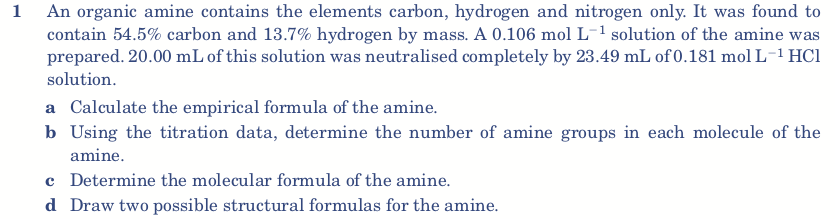 1 An organic amine contains the elements carbon, hydrogen and nitrogen only. It was found to
contain 54.5% carbon and 13.7% hydrogen by mass. A 0.106 mol L⁻¹ solution of the amine was
prepared. 20.00 mL of this solution was neutralised completely by 23.49 mL of 0.181 mol L⁻¹ HCl
solution.
a Calculate the empirical formula of the amine.
b Using the titration data, determine the number of amine groups in each molecule of the
amine.
c Determine the molecular formula of the amine.
d Draw two possible structural formulas for the amine.